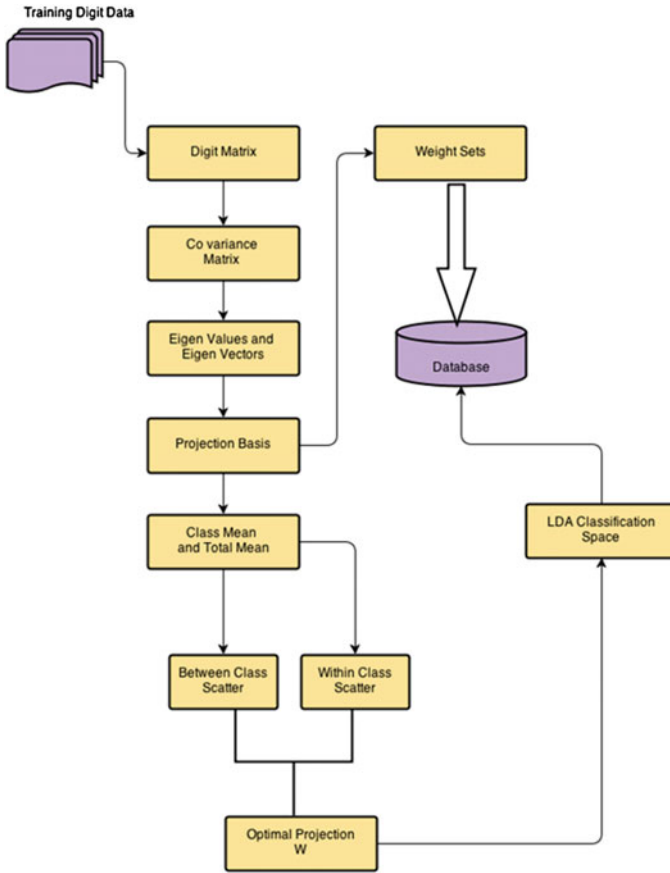 Training Digit Data
Digit Matrix
Weight Sets
Co variance
Matrix
Eigen Values and
Eigen Vectors
Database
Projection Basis
Class Mean
and Total Mean
LDA Classification
Space
Between Class
Scatter
Within Class
Scatter
Optimal Projection
W